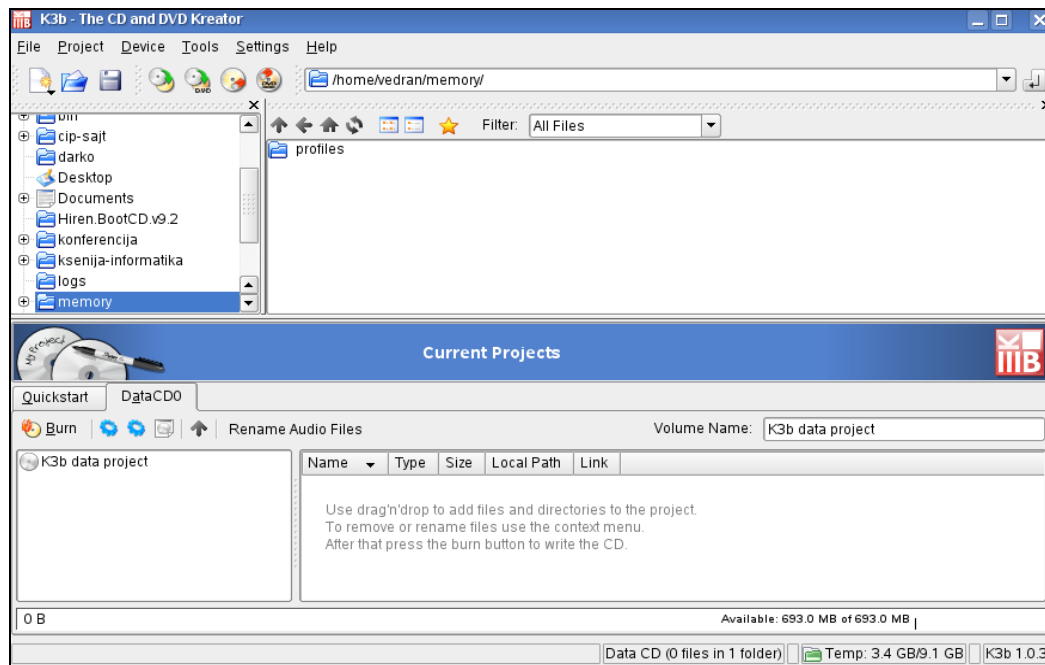 K3b - The CD and DVD Kreator
File Project Device Tools Settings Help
/home/vedran/memory/
Filter: All Files
bin
cip-sajt
darko
Desktop
Documents
Hiren.BootCD.v9.2
konferencija
ksenija-informatika
logs
memory
profiles
My Project
Current Projects
K3B
Quickstart DataCD0
Burn Rename Audio Files Volume Name: K3b data project
K3b data project
Name Type Size Local Path Link
Use drag'n'drop to add files and directories to the project.
To remove or rename files use the context menu.
After that press the burn button to write the CD.
0 B Available: 693.0 MB of 693.0 MB
Data CD (0 files in 1 folder) Temp: 3.4 GB/9.1 GB K3b 1.0.3